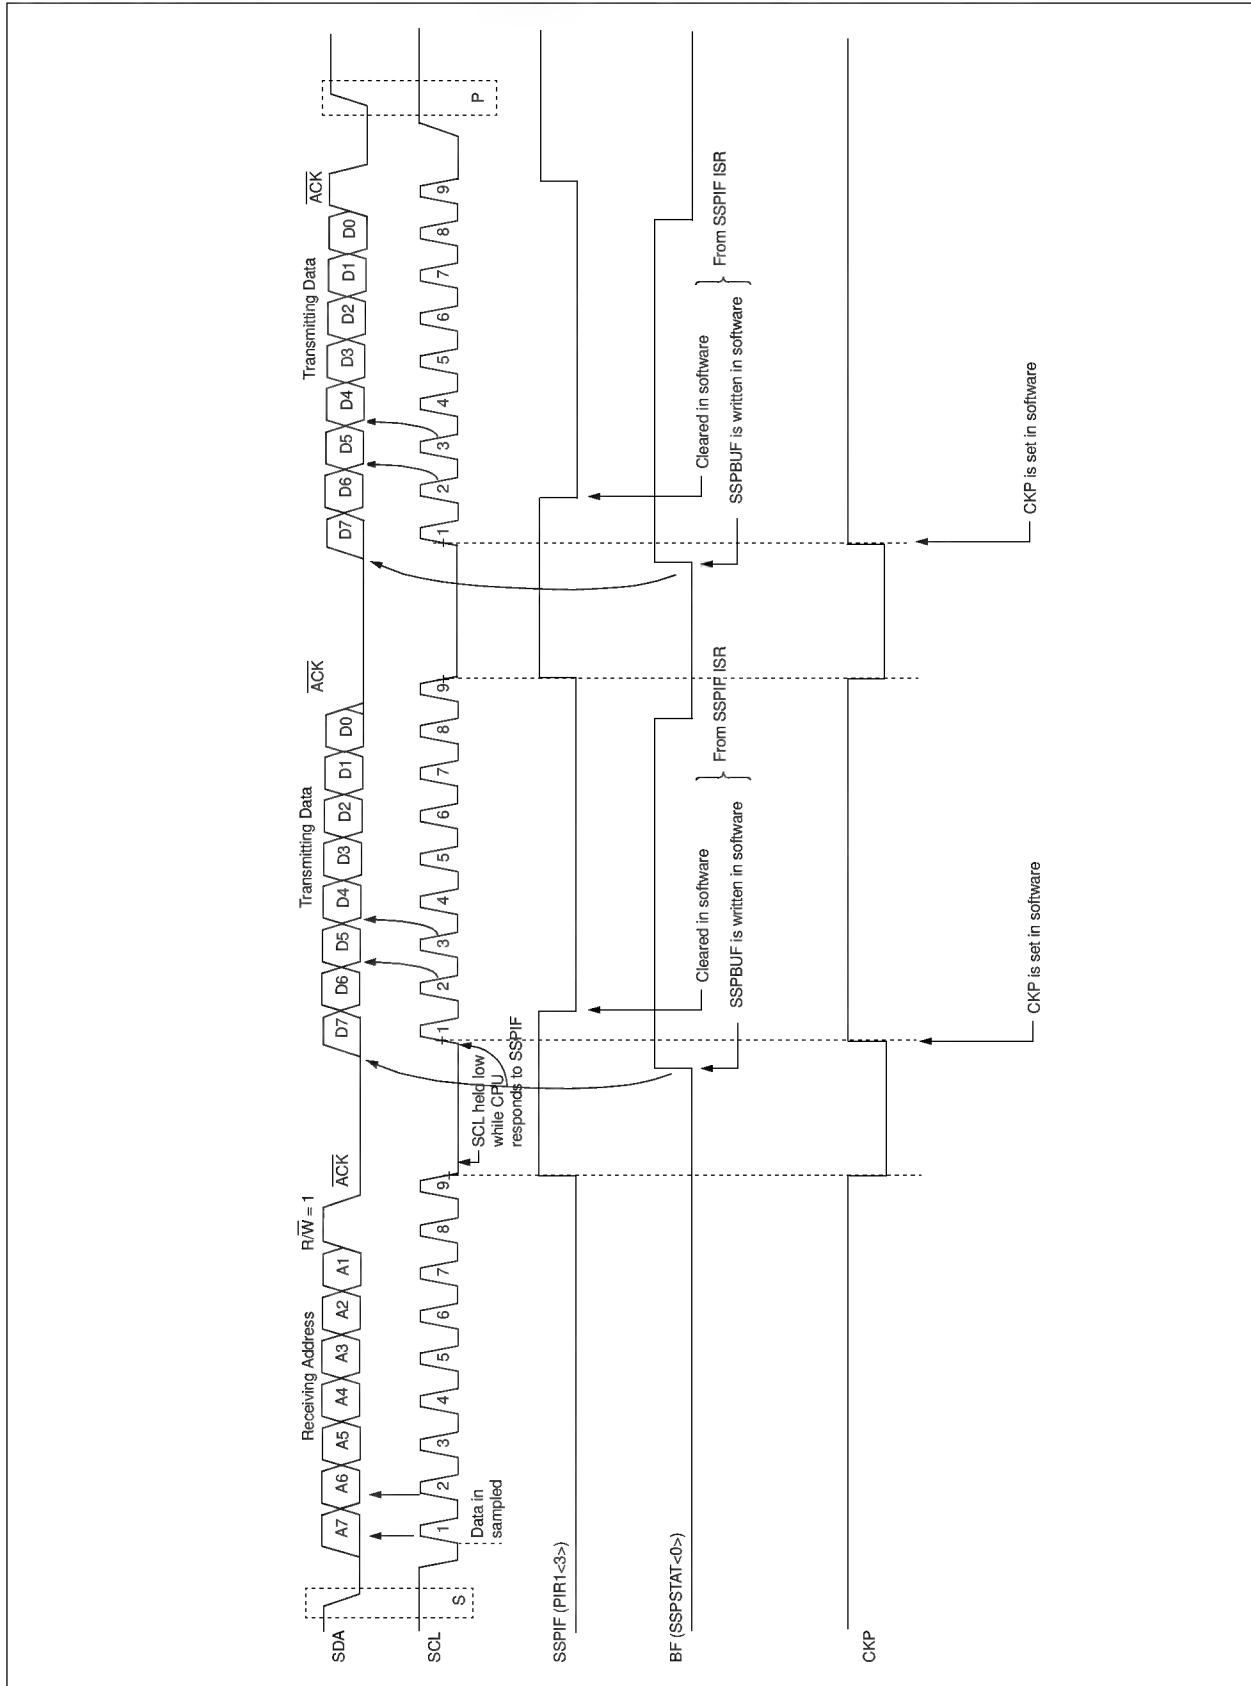 Receiving Address
R/W = 1
ACK
Transmitting Data
ACK
Transmitting Data
ACK
SDA
A7 A6 A5 A4 A3 A2 A1
D7 D6 D5 D4 D3 D2 D1 D0
D7 D6 D5 D4 D3 D2 D1 D0
SCL
1 2 3 4 5 6 7 8 9
1 2 3 4 5 6 7 8 9
1 2 3 4 5 6 7 8 9
S
P
Data in
sampled
SCL held low
while CPU
responds to SSPIF
SSPIF (PIR1<3>)
Cleared in software
Cleared in software
BF (SSPSTAT<0>)
From SSPIF ISR
SSPBUF is written in software
From SSPIF ISR
SSPBUF is written in software
CKP
CKP is set in software
CKP is set in software